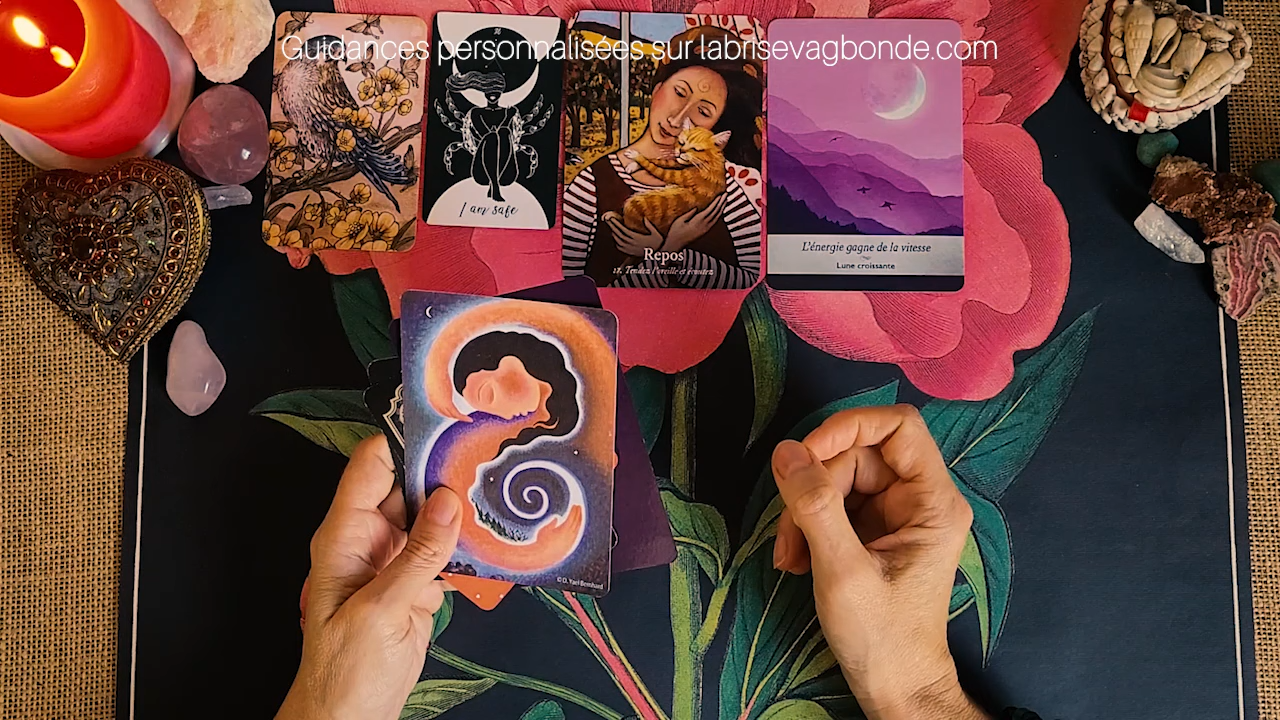 Guidances personnalisées sur labrisevagbonde.com
I am safe
Repos
18. Tendez l'oreille et écoutez
L'énergie gagne de la vitesse
Lune croissante
© D. Yael Bernhard